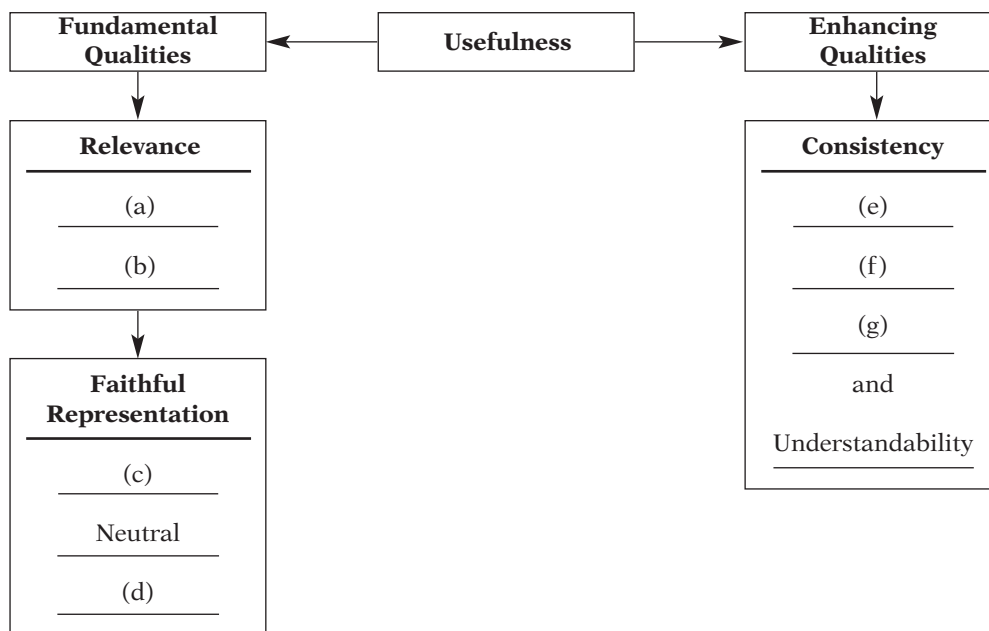 Fundamental
Qualities
Usefulness
Enhancing
Qualities
Relevance
(a)
(b)
Faithful
Representation
(c)
Neutral
(d)
Consistency
(e)
(f)
(g)
and
Understandability